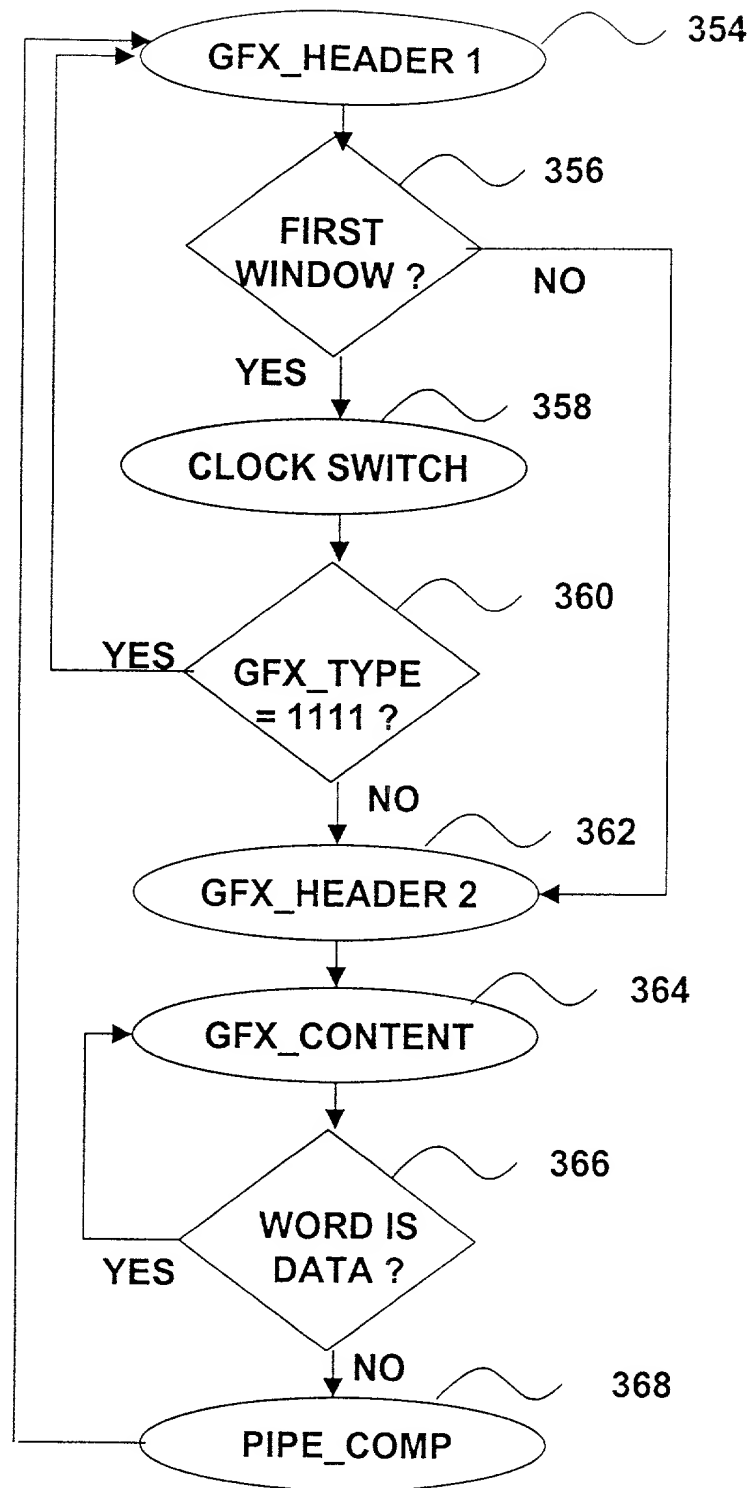 GFX_HEADER 1
354
356
FIRST
WINDOW ?
NO
YES
358
CLOCK SWITCH
360
YES
GFX_TYPE
= 1111 ?
NO
362
GFX_HEADER 2
364
GFX_CONTENT
366
WORD IS
DATA ?
YES
NO
368
PIPE_COMP